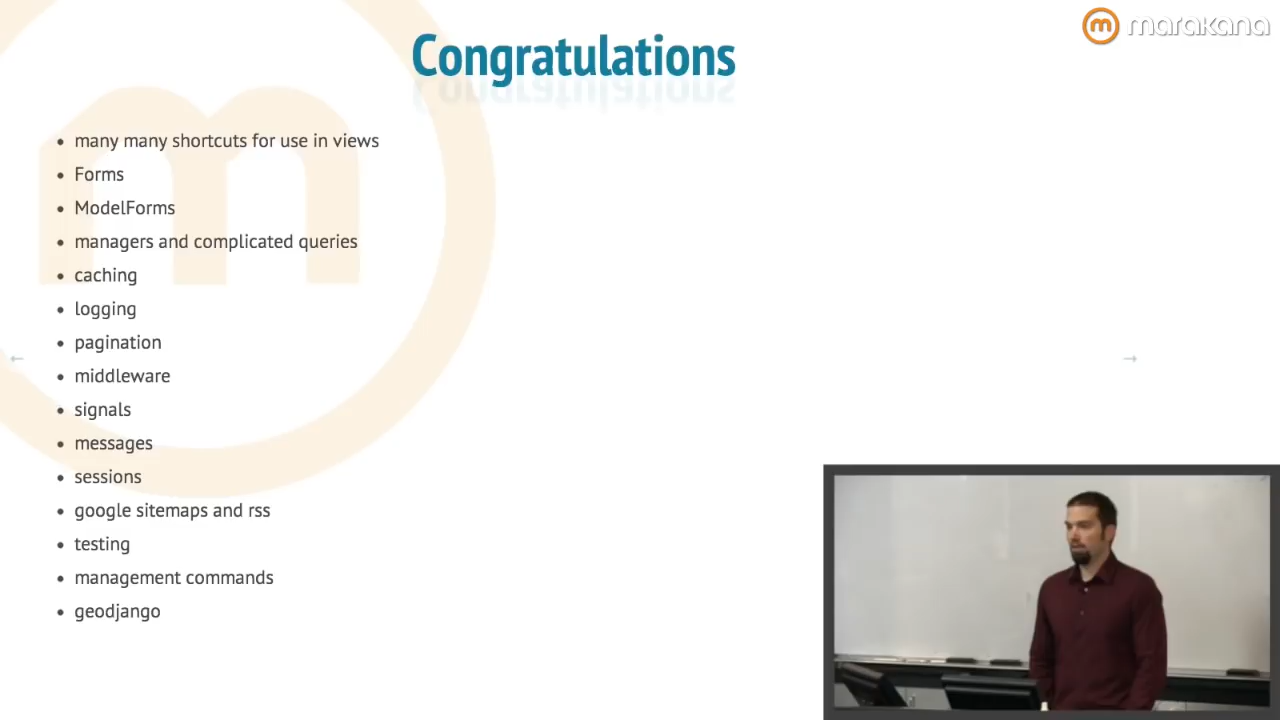 marakana
Congratulations
many many shortcuts for use in views
Forms
ModelForms
managers and complicated queries
caching
logging
pagination
middleware
signals
messages
sessions
google sitemaps and rss
testing
management commands
geodjango